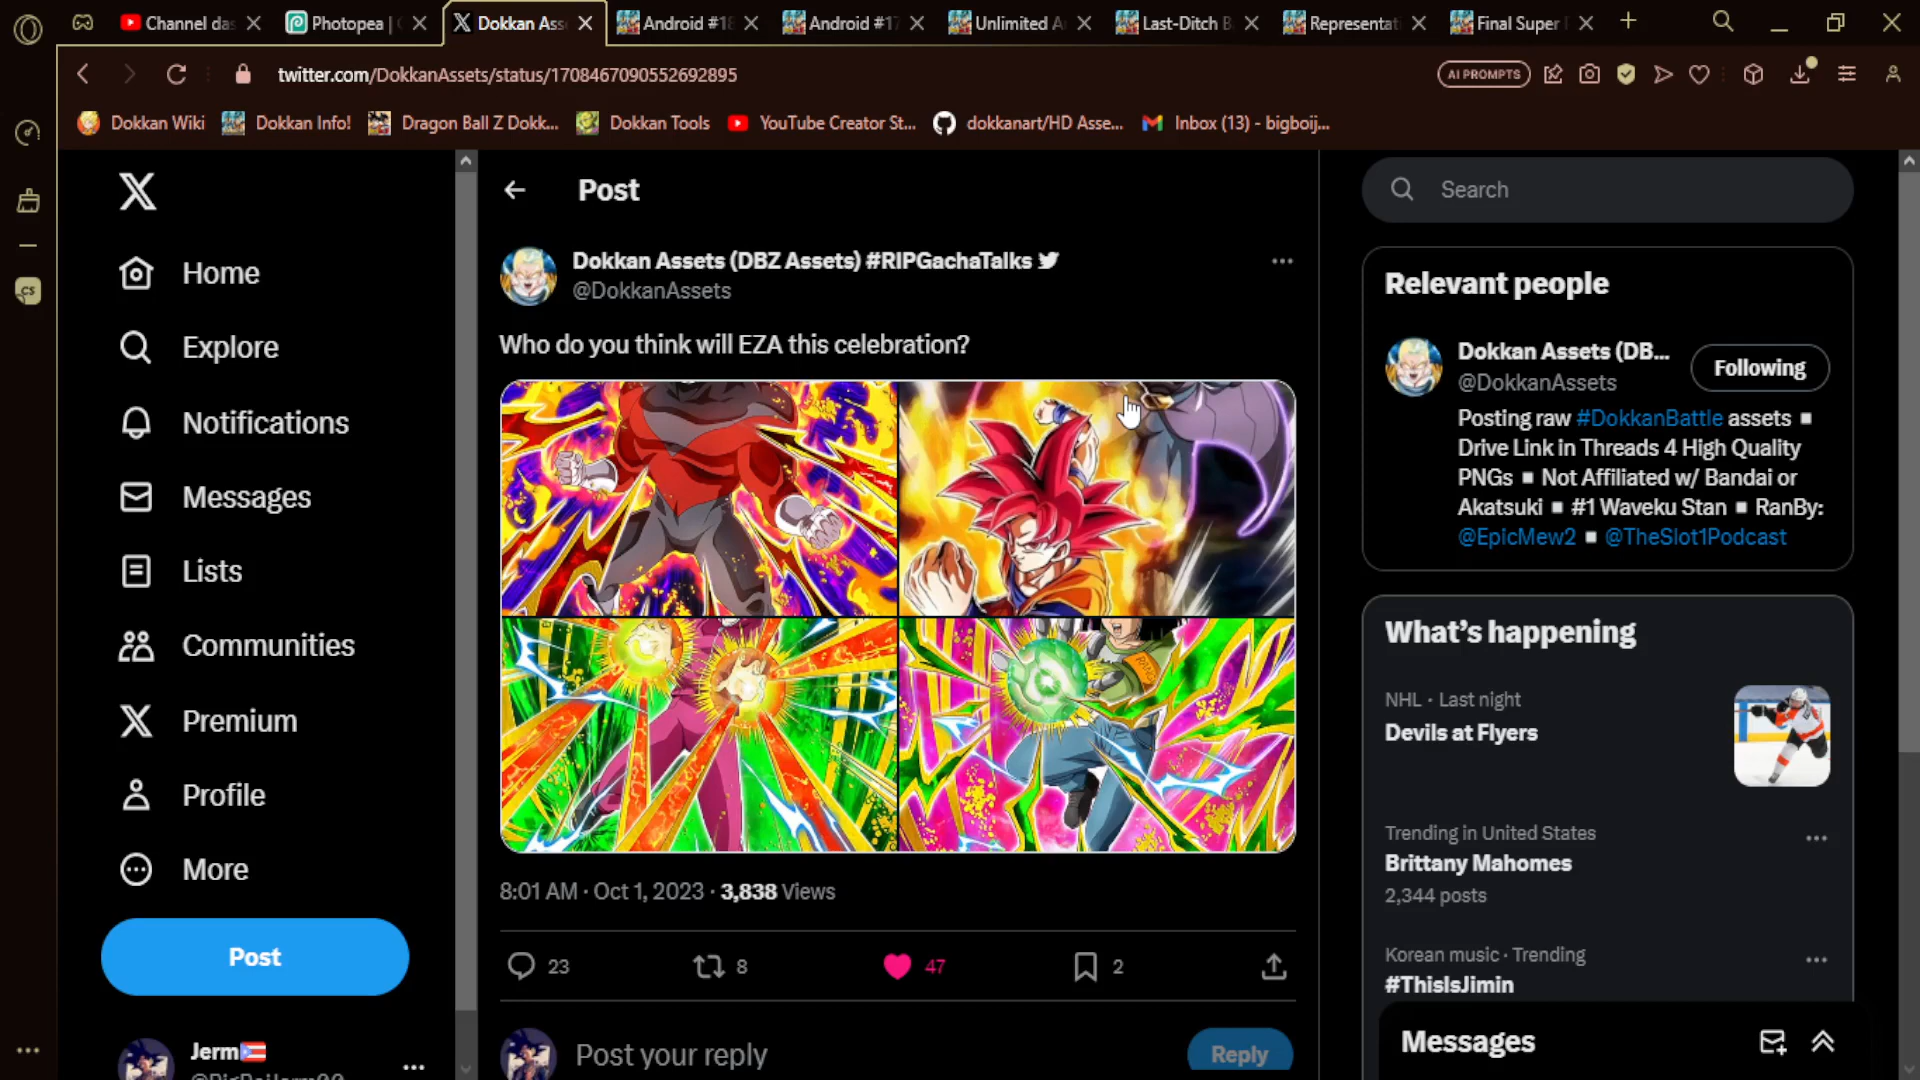 Channel das
Photopea |
Dokkan Ass
Android #18
Android #17
Unlimited A
Last-Ditch B
Representat
Final Super
twitter.com/DokkanAssets/status/1708467090552692895
AI PROMPTS
Dokkan Wiki
Dokkan Info!
Dragon Ball Z Dokk...
Dokkan Tools
YouTube Creator St...
dokkanart/HD Asse...
Inbox (13) - bigboij...
CS
Home
Explore
Notifications
Messages
Lists
Communities
Premium
Profile
More
Post
Jerm🇵🇷
Post
Dokkan Assets (DBZ Assets) #RIPGachaTalks
@DokkanAssets
Who do you think will EZA this celebration?
8:01 AM · Oct 1, 2023 · 3,838 Views
23
8
47
2
Post your reply
Reply
Search
Relevant people
Dokkan Assets (DB...
@DokkanAssets
Following
Posting raw #DokkanBattle assets ▪
Drive Link in Threads 4 High Quality
PNGs ▪ Not Affiliated w/ Bandai or
Akatsuki ▪ #1 Waveku Stan ▪ RanBy:
@EpicMew2 ▪ @TheSlot1Podcast
What's happening
NHL · Last night
Devils at Flyers
Trending in United States
Brittany Mahomes
2,344 posts
Korean music · Trending
#ThisIsJimin
Messages